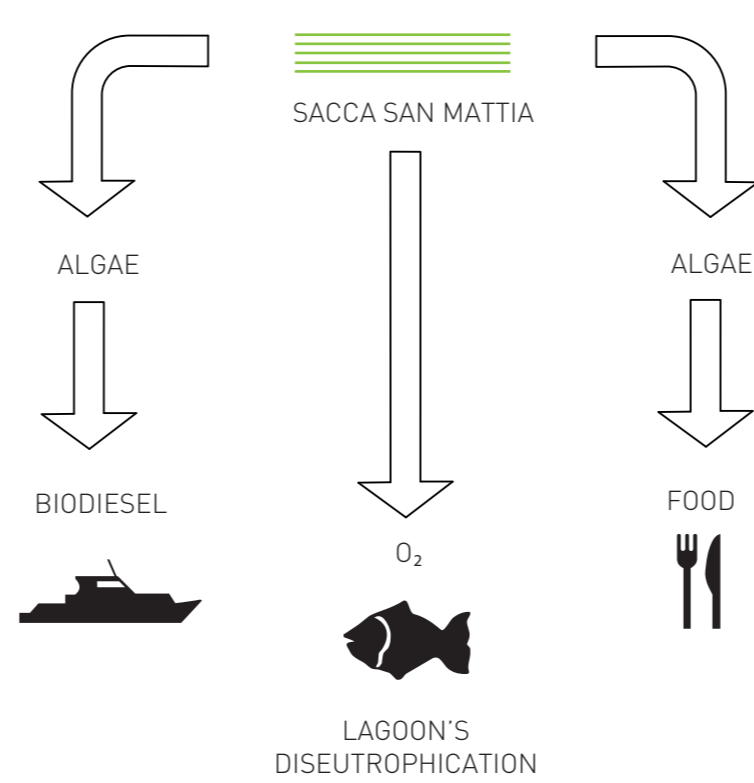 SACCA SAN MATTIA
ALGAE
ALGAE
BIODIESEL
FOOD
O₂
LAGOON'S
DISEUTROPHICATION